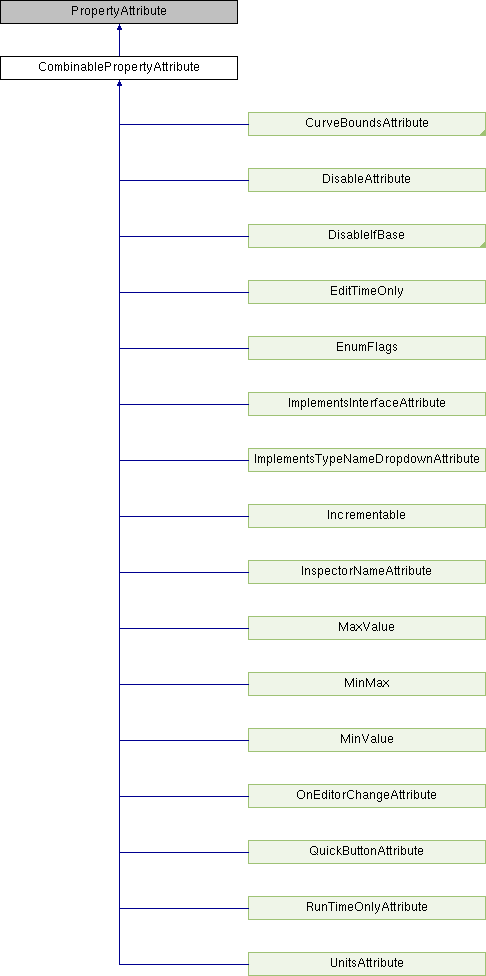 PropertyAttribute
CombinablePropertyAttribute
CurveBoundsAttribute
DisableAttribute
DisableIfBase
EditTimeOnly
EnumFlags
ImplementsInterfaceAttribute
ImplementsTypeNameDropdownAttribute
Incrementable
InspectorNameAttribute
MaxValue
MinMax
MinValue
OnEditorChangeAttribute
QuickButtonAttribute
RunTimeOnlyAttribute
UnitsAttribute